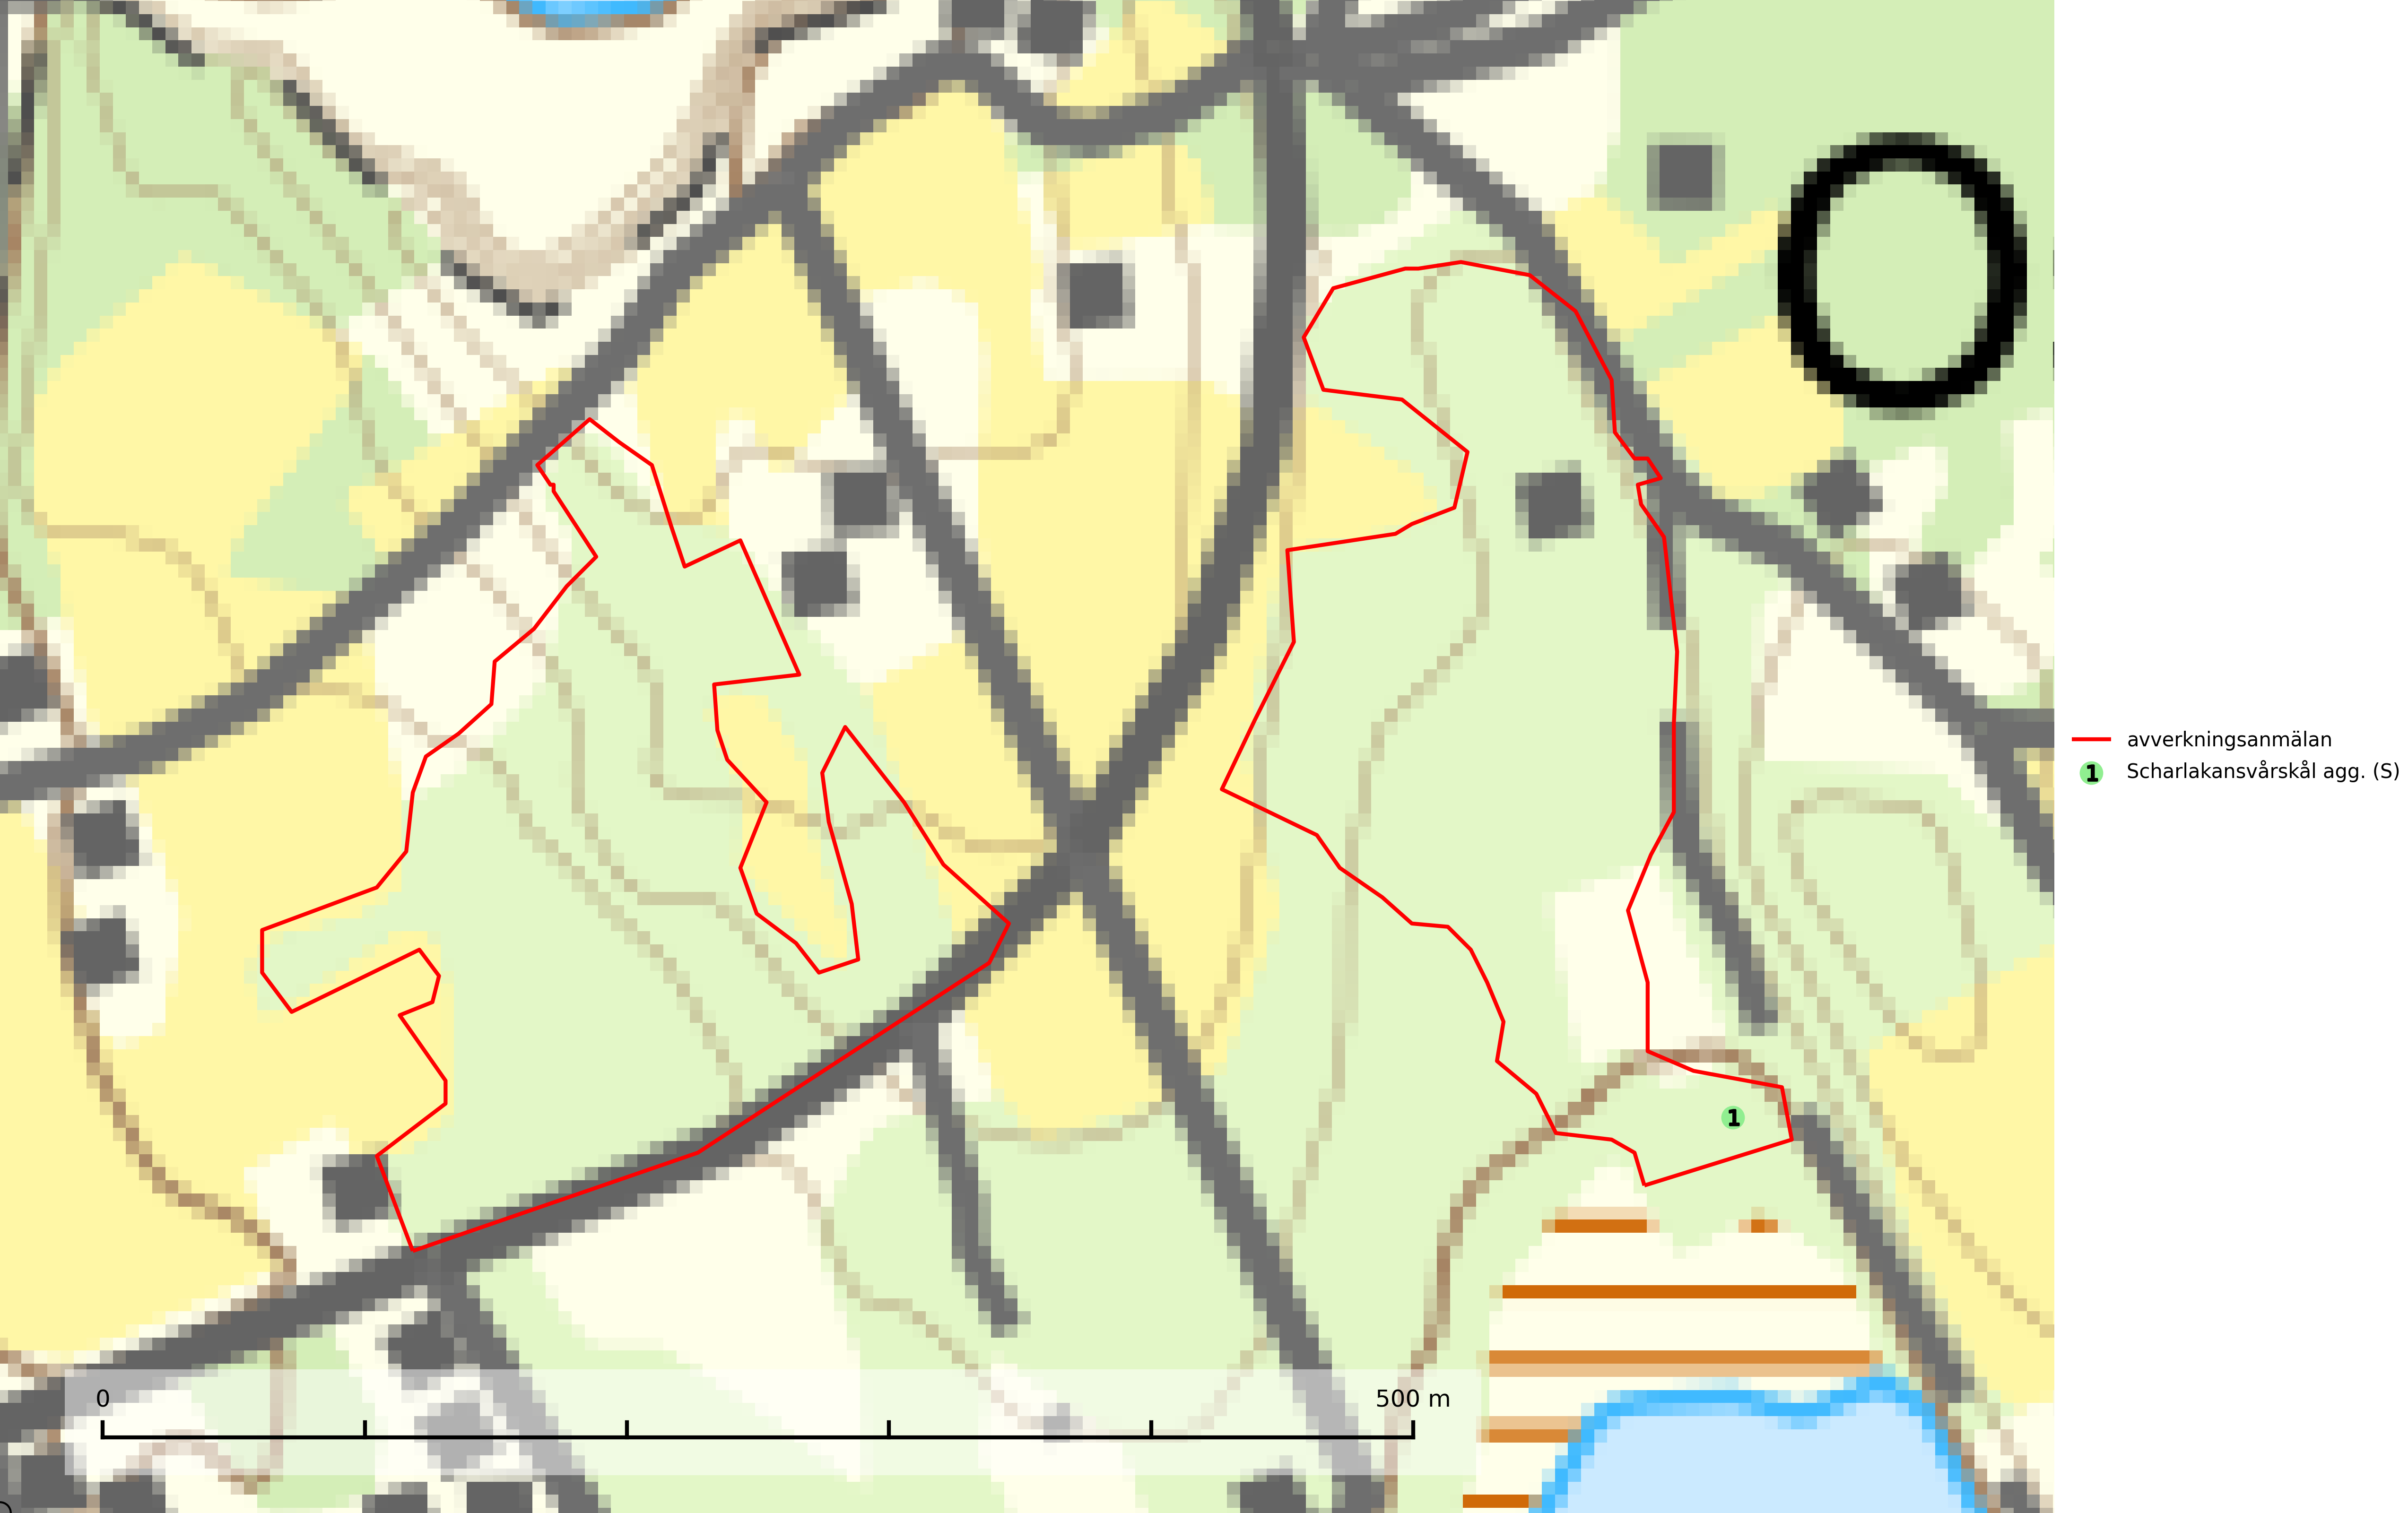 avverkningsanmälan
1 Scharlakansvårskål agg. (S)
1
0 500 m